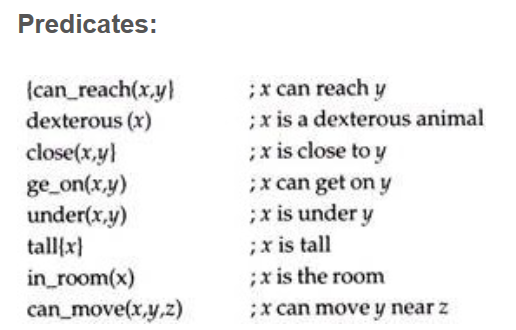 Predicates:
{can_reach(x,y} ; x can reach y
dexterous (x) ; x is a dexterous animal
close(x,y} ; x is close to y
ge_on(x,y) ; x can get on y
under(x,y) ; x is under y
tall{x} ; x is tall
in_room(x) ; x is the room
can_move(x,y,z) ; x can move y near z